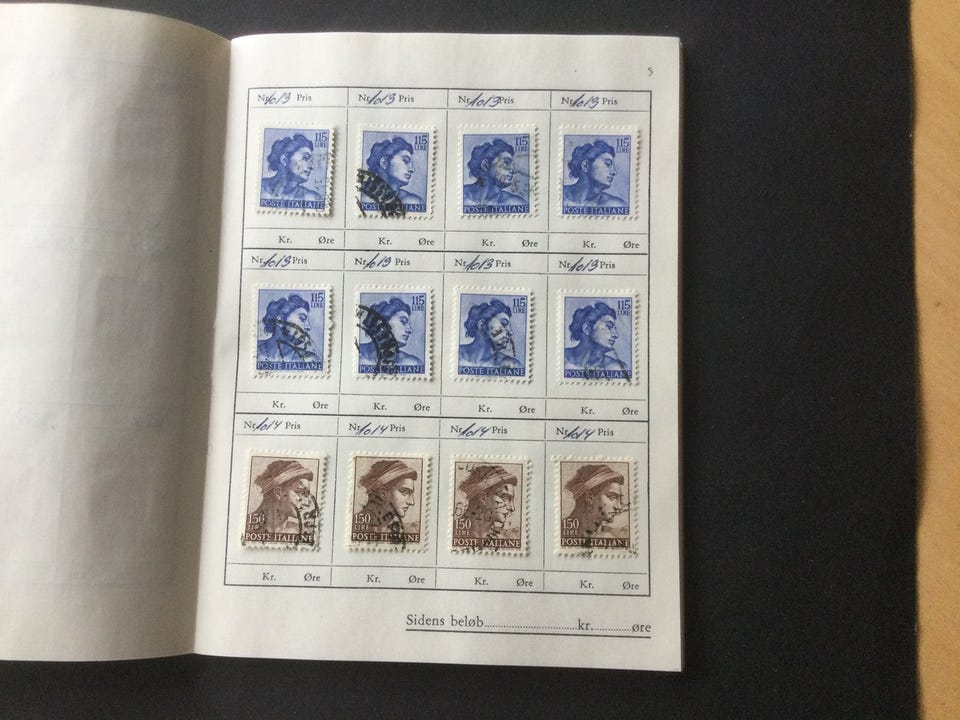 5
Nr. 1013 Pris Nr. 1013 Pris Nr. 1013 Pris Nr. 1013 Pris
115 LIRE 115 LIRE 115 LIRE 115 LIRE
POSTE ITALIANE POSTE ITALIANE POSTE ITALIANE POSTE ITALIANE
Kr. Øre Kr. Øre Kr. Øre Kr. Øre
Nr. 1013 Pris Nr. 1013 Pris Nr. 1013 Pris Nr. 1013 Pris
115 LIRE 115 LIRE 115 LIRE 115 LIRE
POSTE ITALIANE POSTE ITALIANE POSTE ITALIANE POSTE ITALIANE
Kr. Øre Kr. Øre Kr. Øre Kr. Øre
Nr. 1014 Pris Nr. 1014 Pris Nr. 1014 Pris Nr. 1014 Pris
150 LIRE 150 LIRE 150 LIRE 150 LIRE
POSTE ITALIANE POSTE ITALIANE POSTE ITALIANE POSTE ITALIANE
Kr. Øre Kr. Øre Kr. Øre Kr. Øre
Sidens beløb..............................kr...........øre